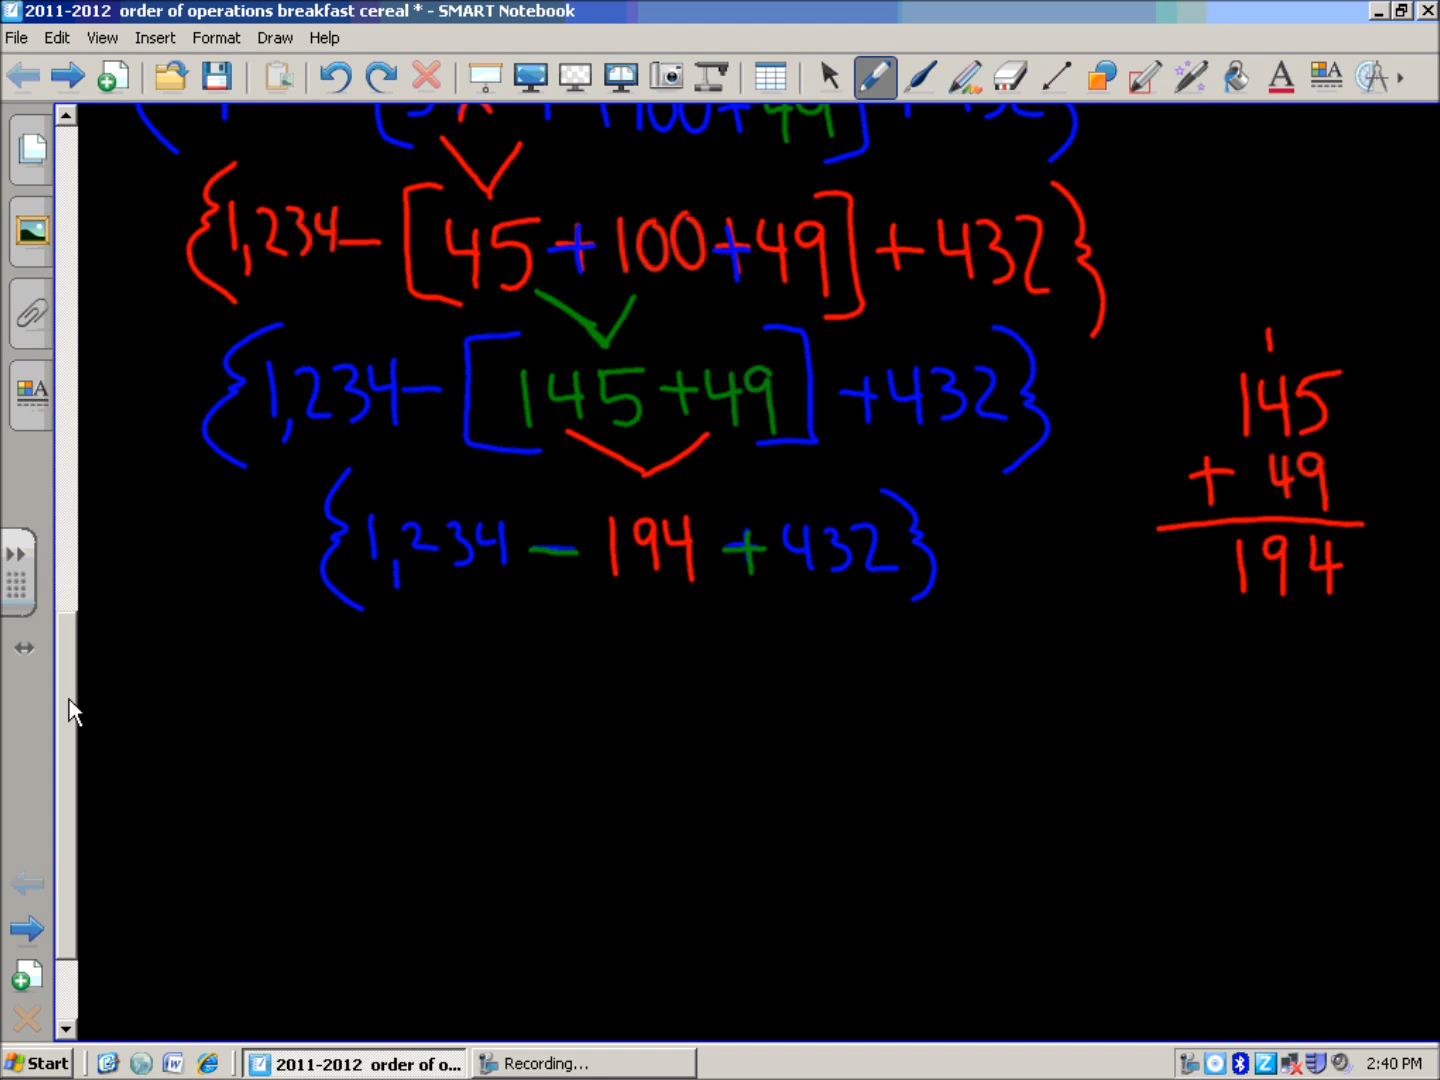 2011-2012 order of operations breakfast cereal * - SMART Notebook
File Edit View Insert Format Draw Help
{1,234 - [45 + 100 + 49] + 432}
{1,234 - [145 + 49] + 432}
{1,234 - 194 + 432}
1
145
+ 49
194
Start 2011-2012 order of o... Recording... 2:40 PM